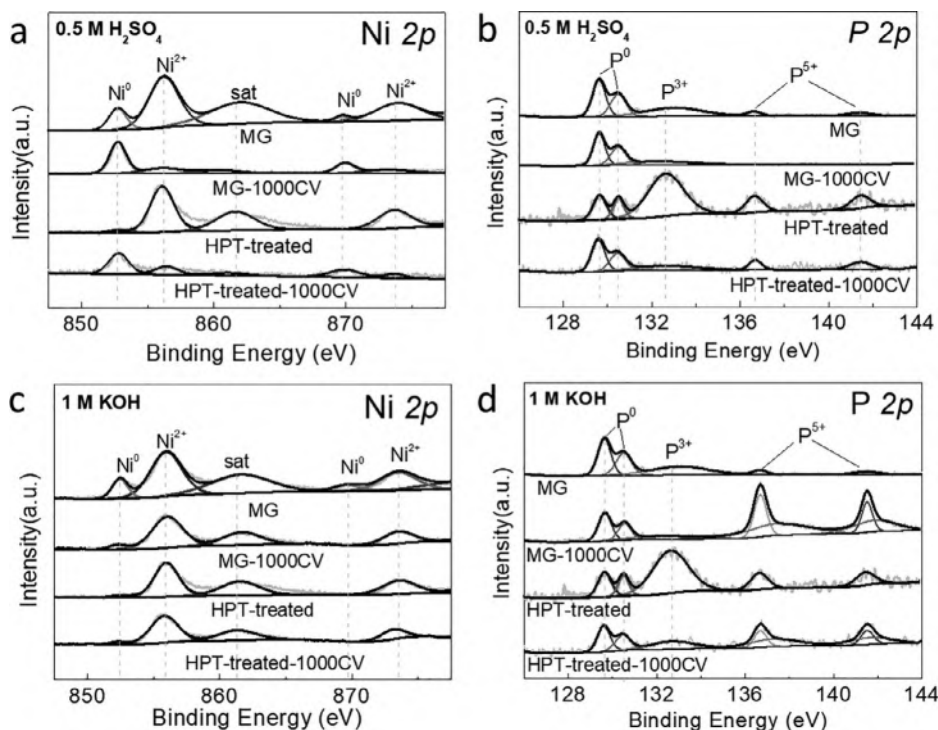 a
0.5 M H₂SO₄
Ni 2p
Ni⁰
Ni²⁺
sat
Ni⁰
Ni²⁺
MG
MG-1000CV
HPT-treated
HPT-treated-1000CV
Intensity(a.u.)
850
860
870
Binding Energy (eV)
b
0.5 M H₂SO₄
P 2p
P⁰
P³⁺
P⁵⁺
MG
MG-1000CV
HPT-treated
HPT-treated-1000CV
Intensity(a.u.)
128
132
136
140
144
Binding Energy (eV)
c
1 M KOH
Ni 2p
Ni⁰
Ni²⁺
sat
Ni⁰
Ni²⁺
MG
MG-1000CV
HPT-treated
HPT-treated-1000CV
Intensity(a.u.)
850
860
870
Binding Energy (eV)
d
1 M KOH
P 2p
P⁰
P³⁺
P⁵⁺
MG
MG-1000CV
HPT-treated
HPT-treated-1000CV
Intensity(a.u.)
128
132
136
140
144
Binding Energy (eV)